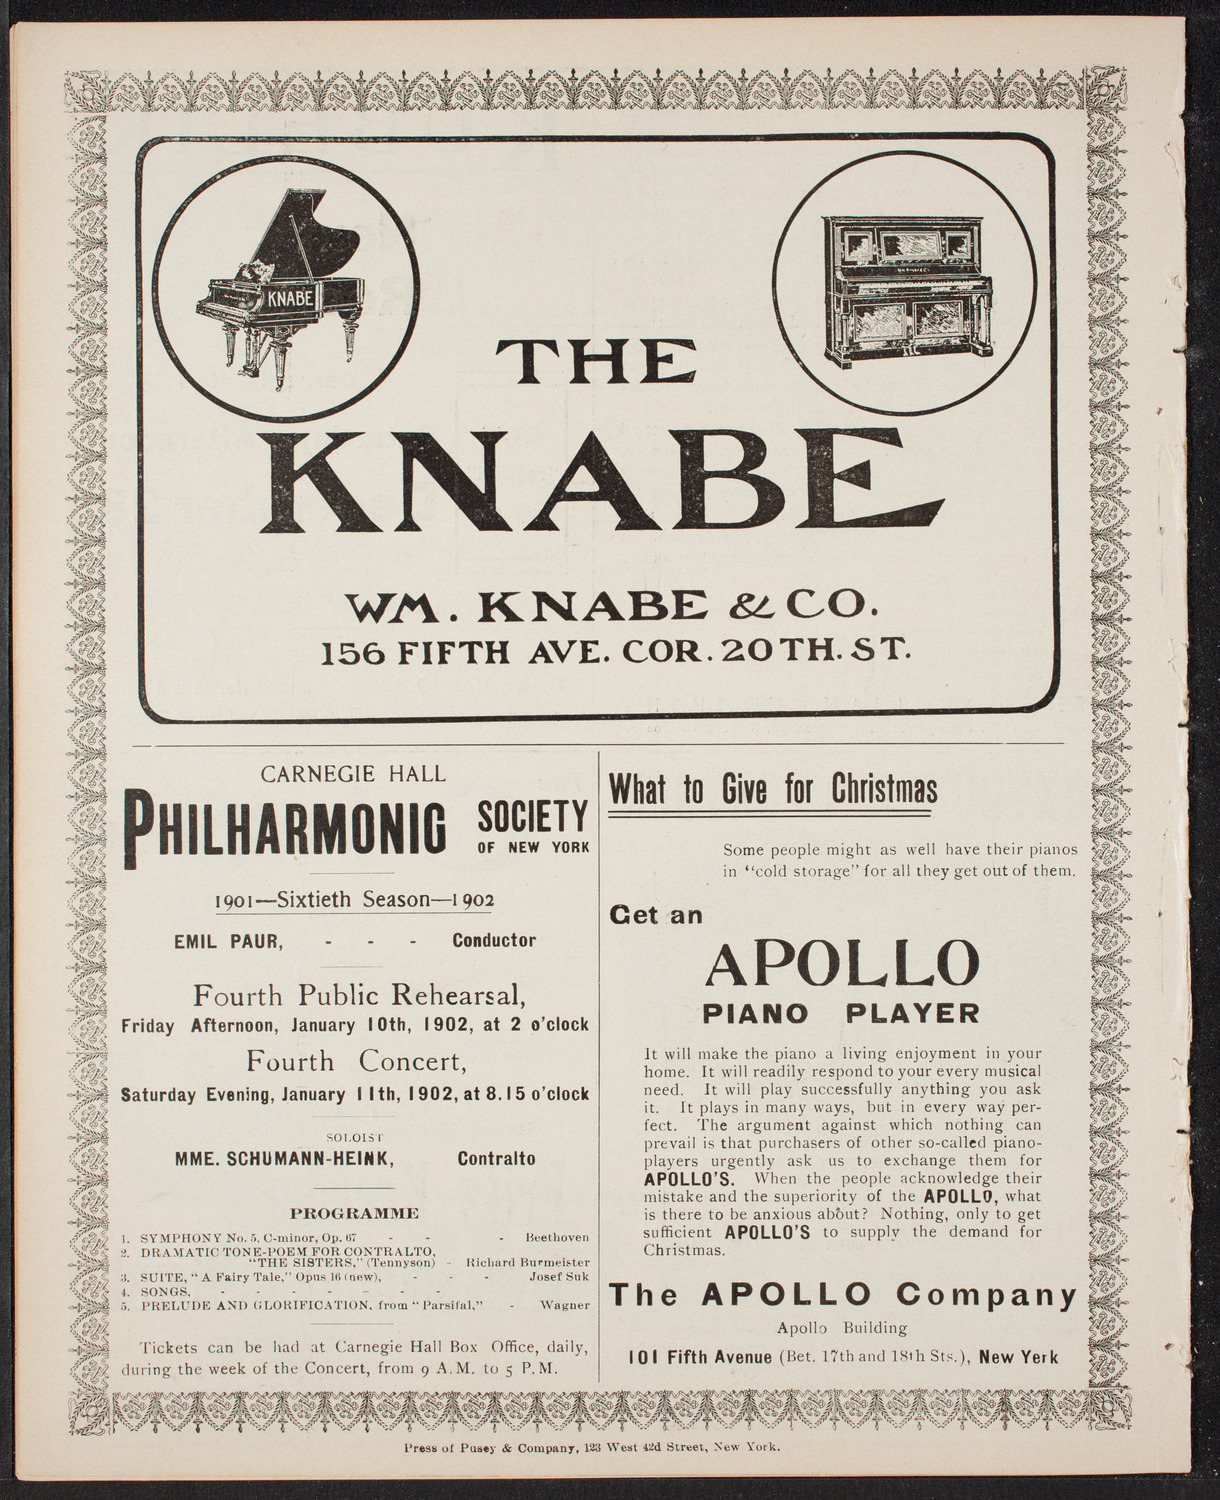 KNABE
THE
KNABE
WM. KNABE & CO.
156 FIFTH AVE. COR. 20TH. ST.
CARNEGIE HALL
PHILHARMONIC SOCIETY
OF NEW YORK
1901—Sixtieth Season—1902
EMIL PAUR, - - - Conductor
Fourth Public Rehearsal,
Friday Afternoon, January 10th, 1902, at 2 o'clock
Fourth Concert,
Saturday Evening, January 11th, 1902, at 8.15 o'clock
SOLOIST
MME. SCHUMANN-HEINK, Contralto
PROGRAMME
1. SYMPHONY No. 5, C-minor, Op. 67 - - - Beethoven
2. DRAMATIC TONE-POEM FOR CONTRALTO,
"THE SISTERS," (Tennyson) - Richard Burmeister
3. SUITE, "A Fairy Tale," Opus 16 (new), - - - Josef Suk
4. SONGS, - - - - - - -
5. PRELUDE AND GLORIFICATION, from "Parsifal," - Wagner
Tickets can be had at Carnegie Hall Box Office, daily,
during the week of the Concert, from 9 A.M. to 5 P.M.
What to Give for Christmas
Some people might as well have their pianos
in "cold storage" for all they get out of them.
Get an
APOLLO
PIANO PLAYER
It will make the piano a living enjoyment in your
home. It will readily respond to your every musical
need. It will play successfully anything you ask
it. It plays in many ways, but in every way per-
fect. The argument against which nothing can
prevail is that purchasers of other so-called piano-
players urgently ask us to exchange them for
APOLLO'S. When the people acknowledge their
mistake and the superiority of the APOLLO, what
is there to be anxious about? Nothing, only to get
sufficient APOLLO'S to supply the demand for
Christmas.
The APOLLO Company
Apollo Building
101 Fifth Avenue (Bet. 17th and 18th Sts.), New York
Press of Pusey & Company, 123 West 42d Street, New York.